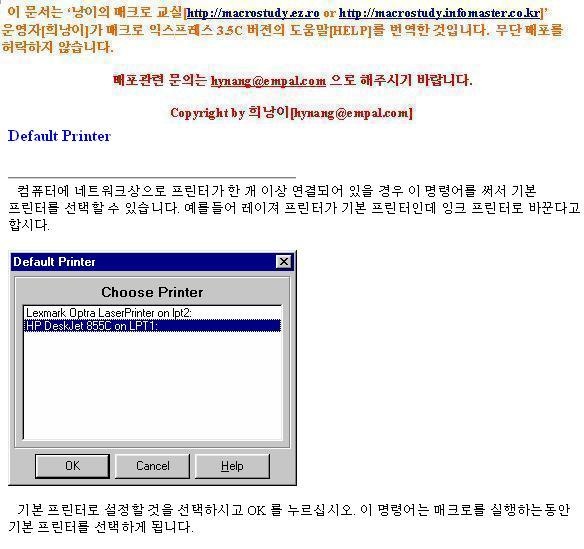 이 문서는 ‘낭이의 매크로 교실[http://macrostudy.ez.ro or http://macrostudy.infomaster.co.kr]’
운영자[희낭이]가 매크로 익스프레스 3.5C 버젼의 도움말[HELP]를 번역한 것입니다. 무단 배포를
허락하지 않습니다.
배포관련 문의는 hynang@empal.com 으로 해주시기 바랍니다.
Copyright by 희낭이[hynang@empal.com]
Default Printer
컴퓨터에 네트워크상으로 프린터가 한 개 이상 연결되어 있을 경우 이 명령어를 써서 기본
프린터를 선택할 수 있습니다. 예를들어 레이져 프린터가 기본 프린터인데 잉크 프린터로 바꾼다고
합시다.
Default Printer
Choose Printer
Lexmark Optra LaserPrinter on lpt2:
HP DeskJet 855C on LPT1:
OK Cancel Help
기본 프린터로 설정할 것을 선택하시고 OK 를 누르십시오. 이 명령어는 매크로를 실행하는동안
기본 프린터를 선택하게 됩니다.